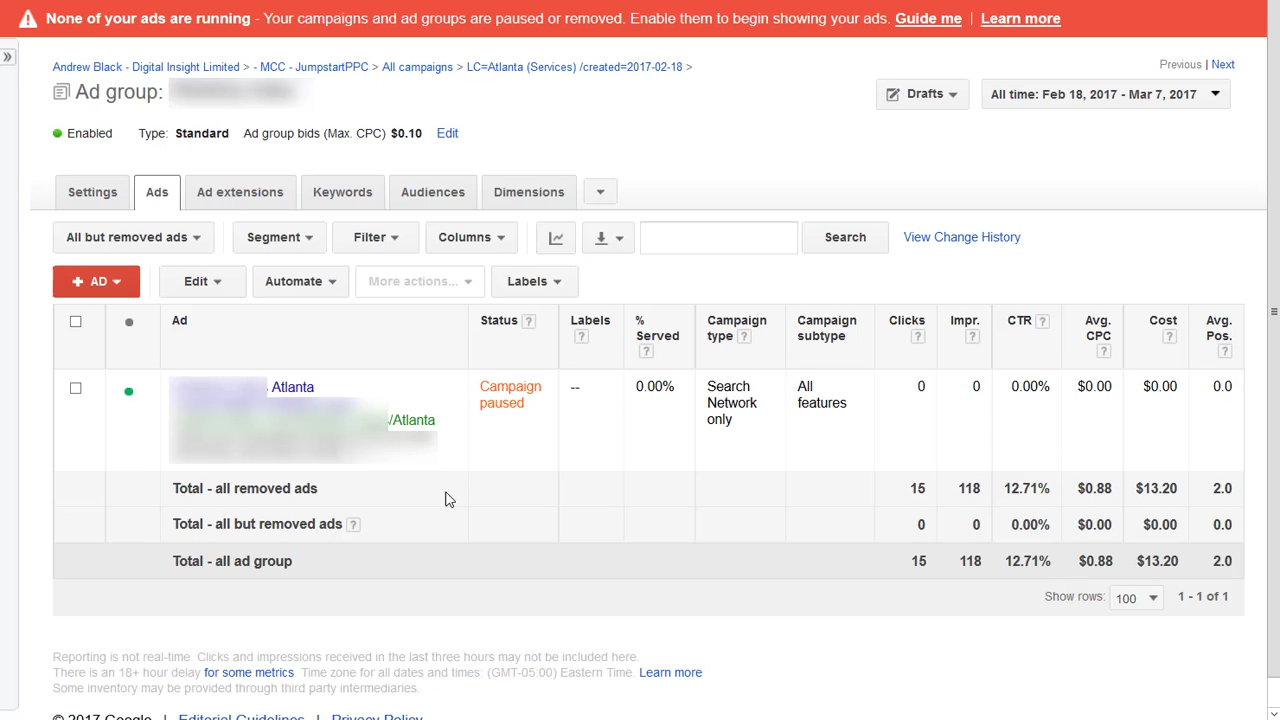 None of your ads are running - Your campaigns and ad groups are paused or removed. Enable them to begin showing your ads. Guide me | Learn more
Andrew Black - Digital Insight Limited > - MCC - JumpstartPPC > All campaigns > LC=Atlanta (Services) /created=2017-02-18 >
Previous | Next
Ad group:
Drafts
All time: Feb 18, 2017 - Mar 7, 2017
Enabled Type: Standard Ad group bids (Max. CPC) $0.10 Edit
Settings Ads Ad extensions Keywords Audiences Dimensions
All but removed ads Segment Filter Columns Search View Change History
+ AD Edit Automate More actions... Labels
Ad Status ? Labels ? % Served ? Campaign type ? Campaign subtype Clicks ? Impr. ? CTR ? Avg. CPC ? Cost ? Avg. Pos. ?
Atlanta
/Atlanta
Campaign paused -- 0.00% Search Network only All features 0 0 0.00% $0.00 $0.00 0.0
Total - all removed ads 15 118 12.71% $0.88 $13.20 2.0
Total - all but removed ads ? 0 0 0.00% $0.00 $0.00 0.0
Total - all ad group 15 118 12.71% $0.88 $13.20 2.0
Show rows: 100 1 - 1 of 1
Reporting is not real-time. Clicks and impressions received in the last three hours may not be included here.
There is an 18+ hour delay for some metrics. Time zone for all dates and times: (GMT-05:00) Eastern Time. Learn more
Some inventory may be provided through third party intermediaries.
© 2017 Google | Editorial Guidelines | Privacy Policy